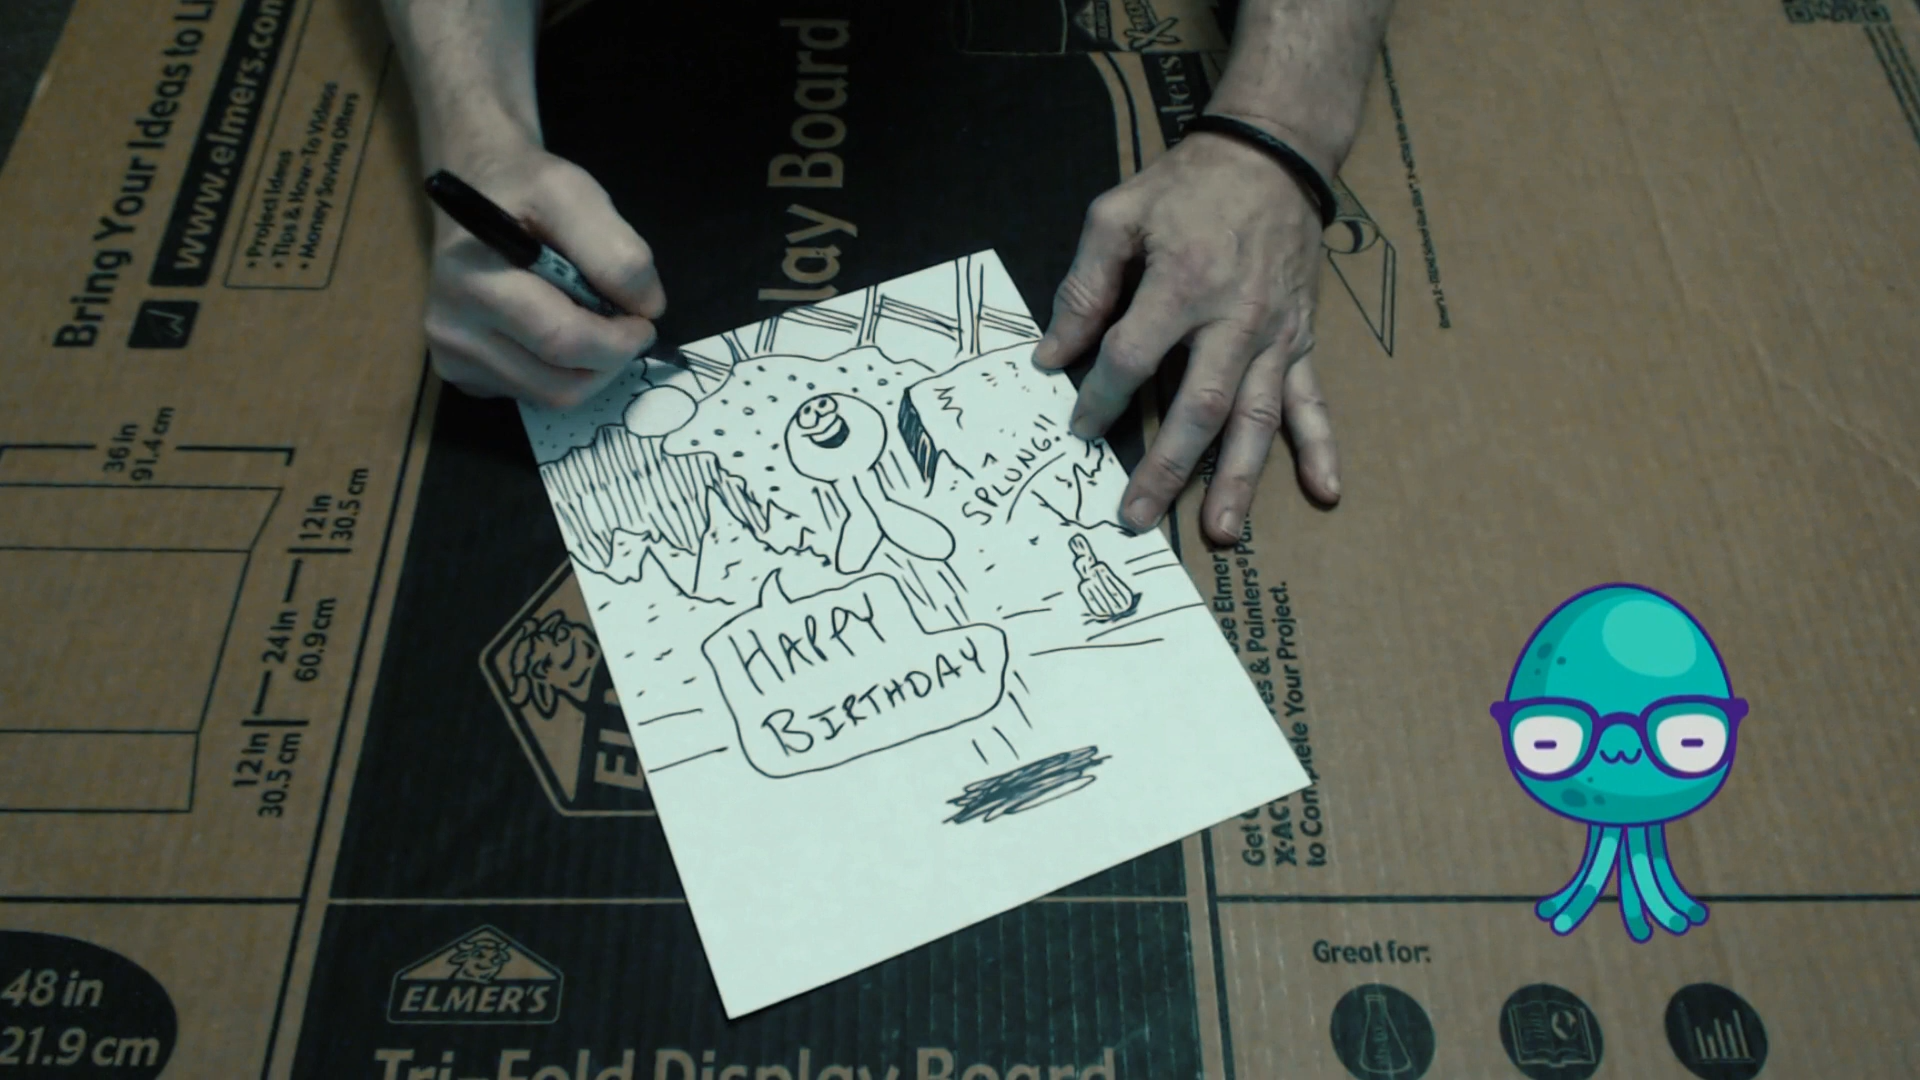 Bring Your Ideas to Li
www.elmers.com
• Project Ideas
• Tips & How-To Videos
• Money Saving Offers
36 in
91.4 cm
12 in
30.5 cm
24 in
60.9 cm
12 in
30.5 cm
48 in
21.9 cm
lay Board
SPLUNG!!
HAPPY
BIRTHDAY
ELMER'S
Tri-Fold Display Board
to Complete Your Project.
Great for: